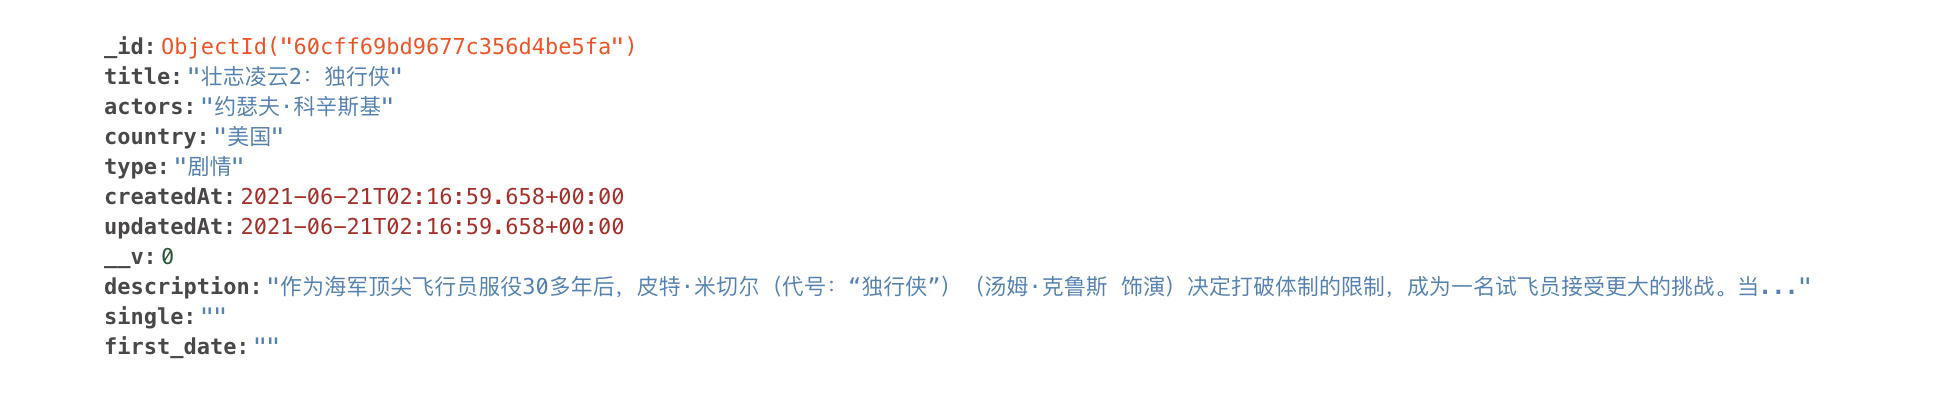 _id: ObjectId("60cff69bd9677c356d4be5fa")
title: "壮志凌云2：独行侠"
actors: "约瑟夫·科辛斯基"
country: "美国"
type: "剧情"
createdAt: 2021-06-21T02:16:59.658+00:00
updatedAt: 2021-06-21T02:16:59.658+00:00
__v: 0
description: "作为海军顶尖飞行员服役30多年后，皮特·米切尔（代号：“独行侠”）（汤姆·克鲁斯 饰演）决定打破体制的限制，成为一名试飞员接受更大的挑战。当..."
single: ""
first_date: ""